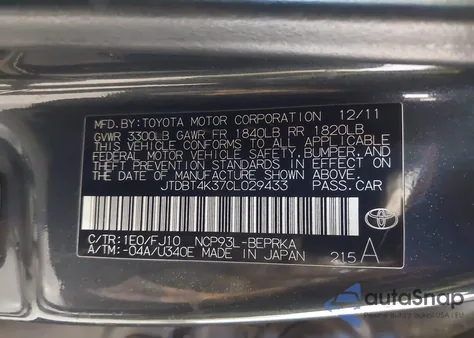 MFD.BY:TOYOTA MOTOR CORPORATION 12/11
GVWR 3300LB GAWR FR 1840LB RR 1820LB
THIS VEHICLE CONFORMS TO ALL APPLICABLE
FEDERAL MOTOR VEHICLE SAFETY,BUMPER,AND
THEFT PREVENTION STANDARDS IN EFFECT ON
THE DATE OF MANUFACTURE SHOWN ABOVE.
JTDBT4K37CL029433 PASS.CAR
C/TR:1E0/FJ10 NCP93L-BEPRKA
A/TM:-04A/U340E MADE IN JAPAN 215 A
TOYOTA
autoSnap